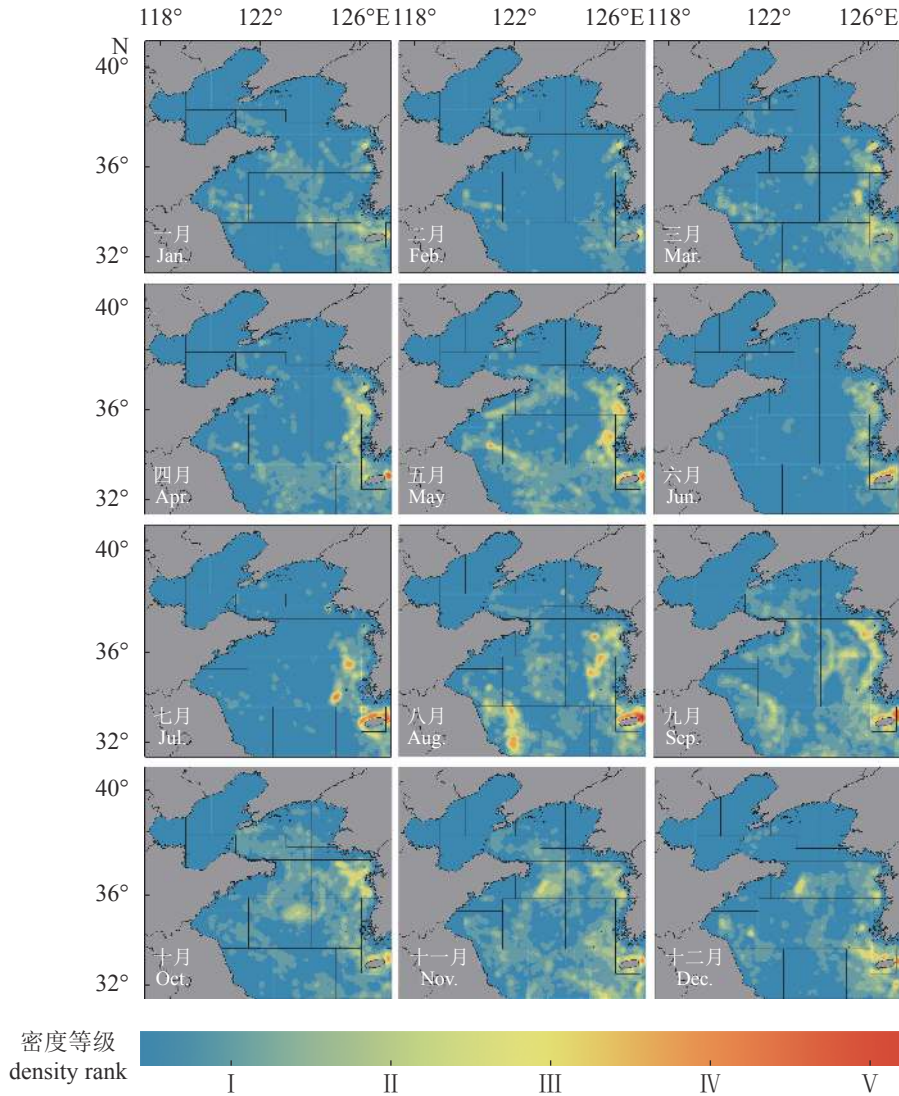 118° 122° 126°E 118° 122° 126°E 118° 122° 126°E
N
40°
36°
32°
一月
Jan.
二月
Feb.
三月
Mar.
40°
36°
32°
四月
Apr.
五月
May
六月
Jun.
40°
36°
32°
七月
Jul.
八月
Aug.
九月
Sep.
40°
36°
32°
十月
Oct.
十一月
Nov.
十二月
Dec.
密度等级
density rank
Ⅰ Ⅱ Ⅲ Ⅳ Ⅴ